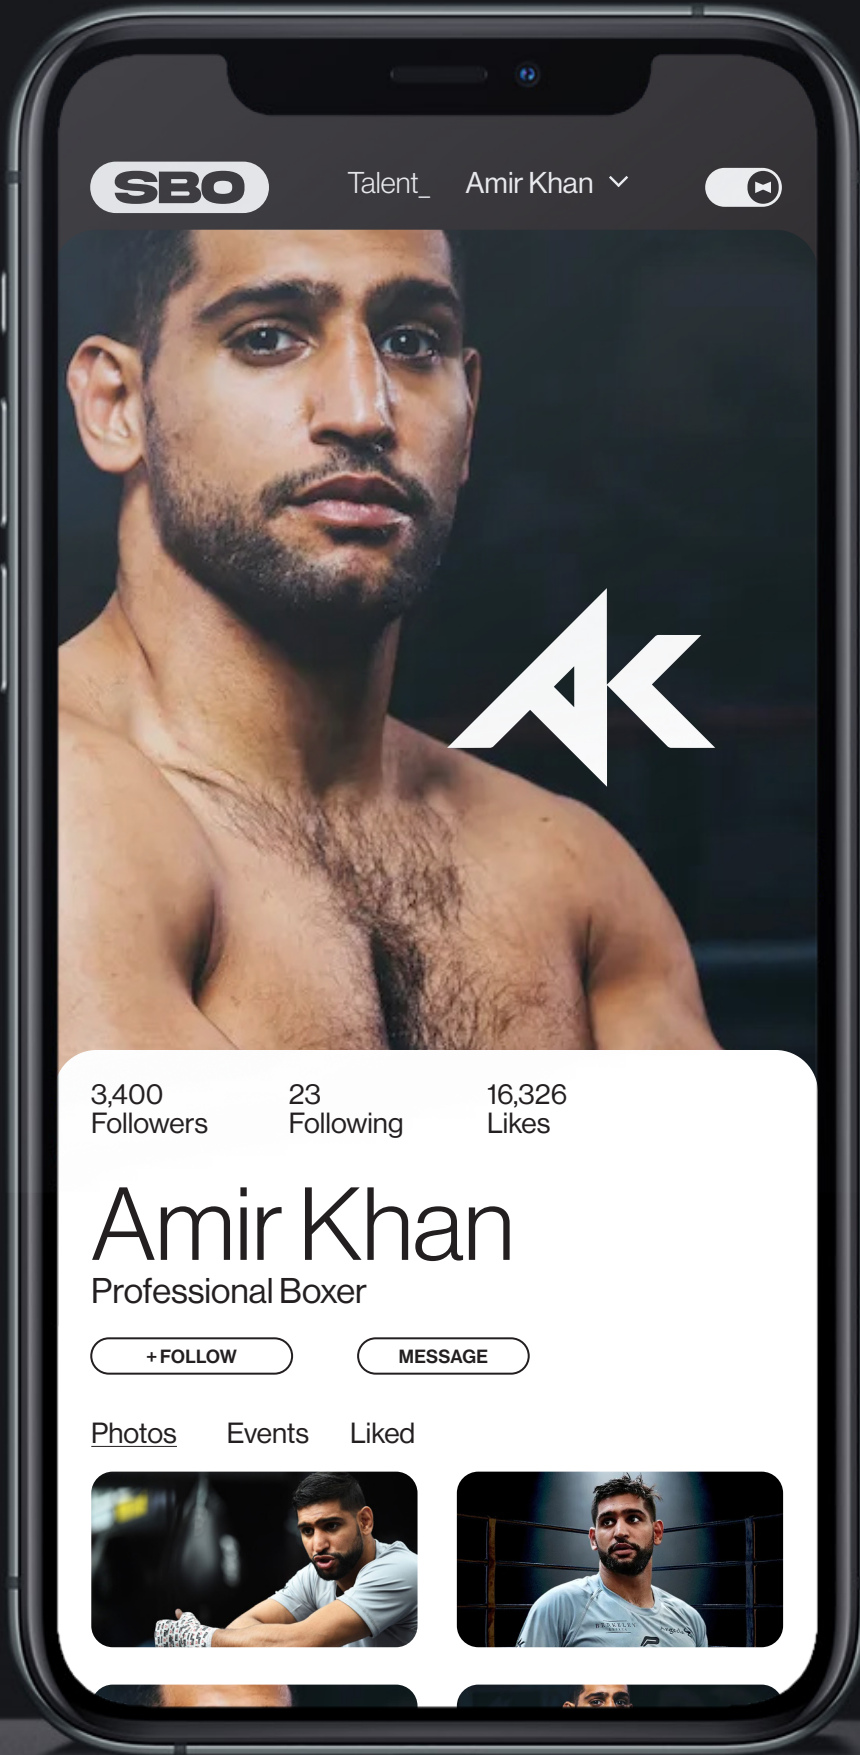 SBO
Talent_
Amir Khan
AK
3,400
Followers
23
Following
16,326
Likes
Amir Khan
Professional Boxer
+ FOLLOW
MESSAGE
Photos
Events
Liked
BERKELEY